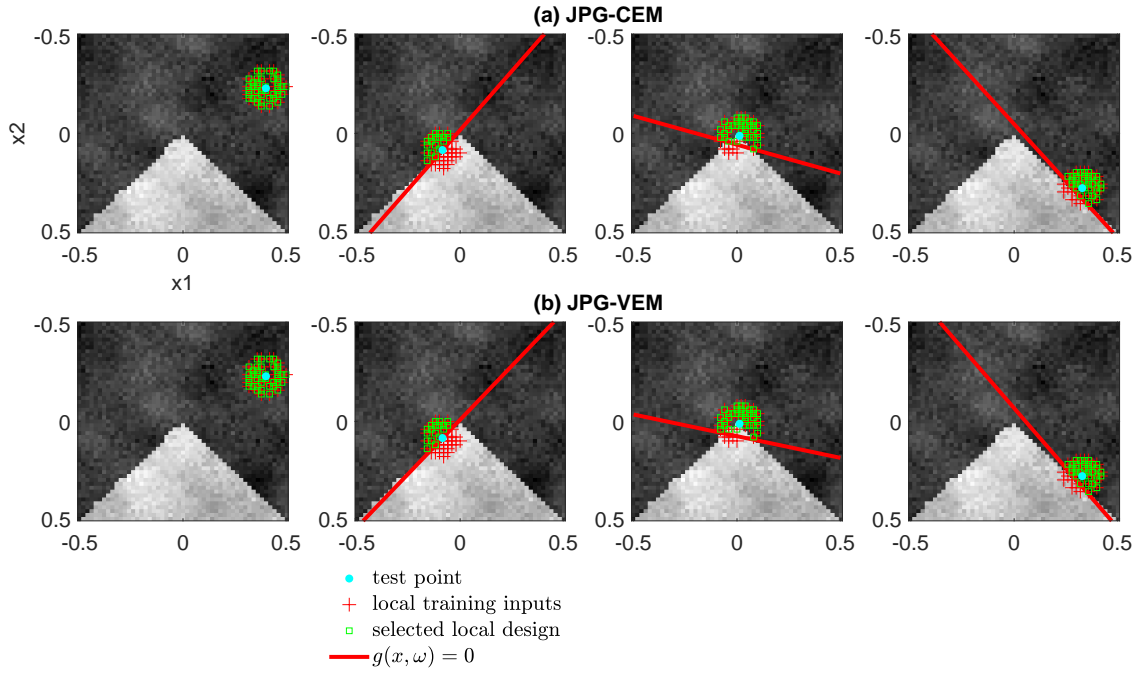 (a) JPG-CEM
-0.5 -0.5 -0.5 -0.5
x2
0 0 0 0
0.5 0.5 0.5 0.5
-0.5 0 0.5 -0.5 0 0.5 -0.5 0 0.5 -0.5 0 0.5
x1
(b) JPG-VEM
-0.5 -0.5 -0.5 -0.5
0 0 0 0
0.5 0.5 0.5 0.5
-0.5 0 0.5 -0.5 0 0.5 -0.5 0 0.5 -0.5 0 0.5
test point
local training inputs
selected local design
g(x, ω) = 0